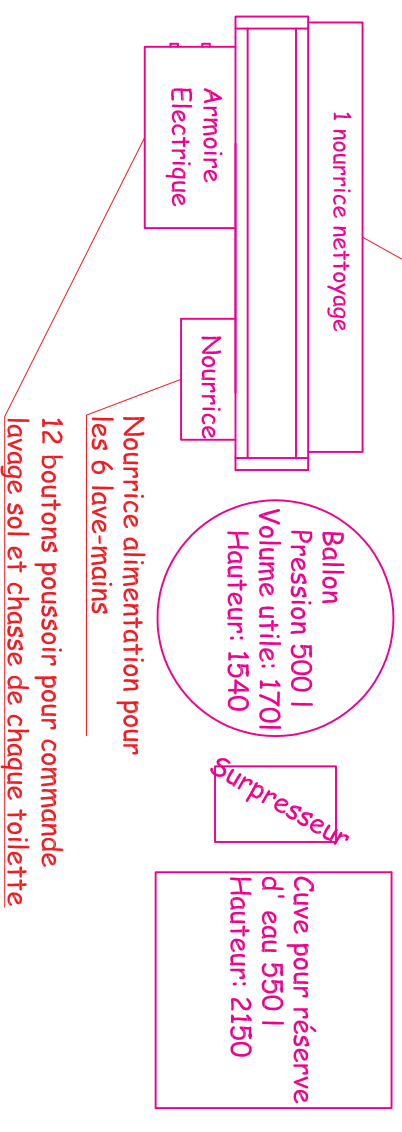 1 nourrice nettoyage
Armoire
Electrique
Nourrice
Nourrice alimentation pour
les 6 lave-mains
12 boutons poussoir pour commande
lavage sol et chasse de chaque toilette
Ballon
Pression 500 l
Volume utile: 170l
Hauteur: 1540
Surpresseur
Cuve pour réserve
d' eau 550 l
Hauteur: 2150